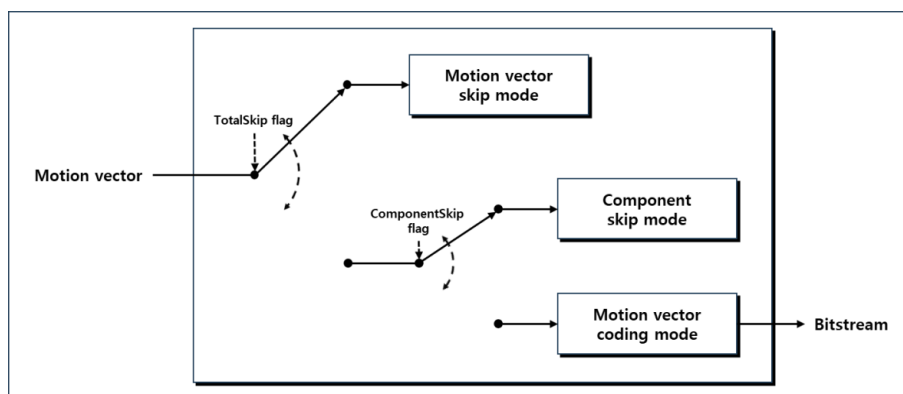 Motion vector
skip mode
TotalSkip flag
Motion vector
ComponentSkip
flag
Component
skip mode
Motion vector
coding mode
Bitstream